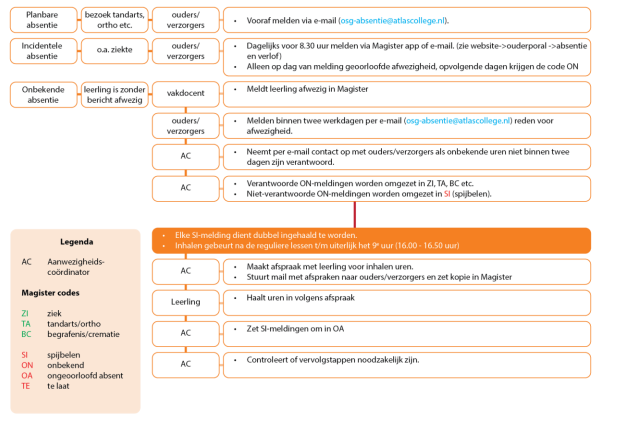 Planbare absentie
bezoek tandarts, ortho etc.
ouders/ verzorgers
• Vooraf melden via e-mail (osg-absentie@atlascollege.nl).
Incidentele absentie
o.a. ziekte
ouders/ verzorgers
• Dagelijks voor 8.30 uur melden via Magister app of e-mail. (zie website->ouderporal ->absentie
en verlof)
• Alleen op dag van melding geoorloofde afwezigheid, opvolgende dagen krijgen de code ON
Onbekende absentie
leerling is zonder bericht afwezig
vakdocent
• Meldt leerling afwezig in Magister
ouders/ verzorgers
• Melden binnen twee werkdagen per e-mail (osg-absentie@atlascollege.nl) reden voor
afwezigheid.
AC
• Neemt per e-mail contact op met ouders/verzorgers als onbekende uren niet binnen twee
dagen zijn verantwoord.
AC
• Verantwoorde ON-meldingen worden omgezet in ZI, TA, BC etc.
• Niet-verantwoorde ON-meldingen worden omgezet in SI (spijbelen).
• Elke SI-melding dient dubbel ingehaald te worden.
• Inhalen gebeurt na de reguliere lessen t/m uiterlijk het 9e uur (16.00 - 16.50 uur)
AC
• Maakt afspraak met leerling voor inhalen uren.
• Stuurt mail met afspraken naar ouders/verzorgers en zet kopie in Magister
Leerling
• Haalt uren in volgens afspraak
AC
• Zet SI-meldingen om in OA
AC
• Controleert of vervolgstappen noodzakelijk zijn.
Legenda
AC Aanwezigheids-
coördinator
Magister codes
ZI ziek
TA tandarts/ortho
BC begrafenis/crematie
SI spijbelen
ON onbekend
OA ongeoorloofd absent
TE te laat